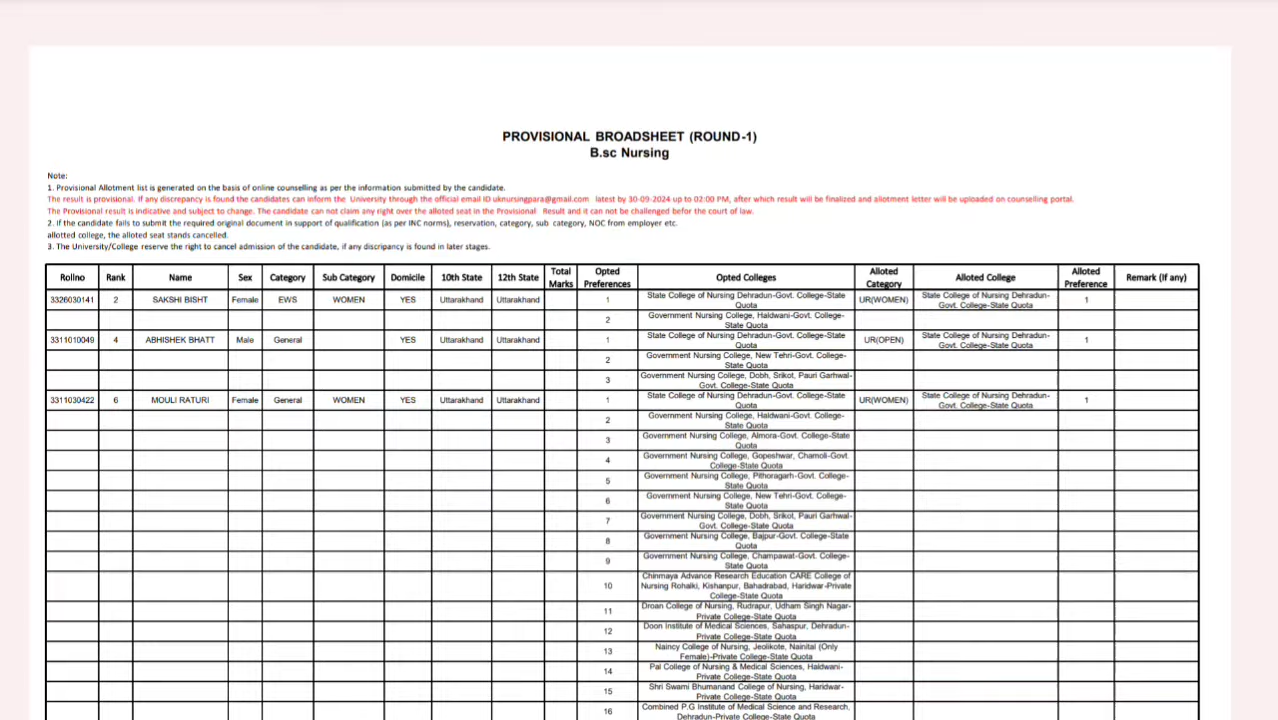 PROVISIONAL BROADSHEET (ROUND-1)
B.sc Nursing
Note:
1. Provisional Allotment list is generated on the basis of online counselling as per the information submitted by the candidate.
The result is provisional. If any discrepancy is found the candidates can inform the University through the official email ID uknursingpara@gmail.com latest by 30-09-2024 up to 02:00 PM, after which result will be finalized and allotment letter will be uploaded on counselling portal.
The Provisional result is indicative and subject to change. The candidate can not claim any right over the alloted seat in the Provisional Result and it can not be challenged befor the court of law.
2. If the candidate fails to submit the required original document in support of qualification (as per INC norms), reservation, category, sub category, NOC from employer etc.
allotted college, the alloted seat stands cancelled.
3. The University/College reserve the right to cancel admission of the candidate, if any discripancy is found in later stages.
Rollno Rank Name Sex Category Sub Category Domicile 10th State 12th State Total Marks Opted Preferences Opted Colleges Alloted Category Alloted College Alloted Preference Remark (If any)
3326030141 2 SAKSHI BISHT Female EWS WOMEN YES Uttarakhand Uttarakhand 1 State College of Nursing Dehradun-Govt. College-State Quota UR(WOMEN) State College of Nursing Dehradun-Govt. College-State Quota 1
2 Government Nursing College, Haldwani-Govt. College-State Quota
3311010049 4 ABHISHEK BHATT Male General YES Uttarakhand Uttarakhand 1 State College of Nursing Dehradun-Govt. College-State Quota UR(OPEN) State College of Nursing Dehradun-Govt. College-State Quota 1
2 Government Nursing College, New Tehri-Govt. College-State Quota
3 Government Nursing College, Dobh, Srikot, Pauri Garhwal-Govt. College-State Quota
3311030422 6 MOULI RATURI Female General WOMEN YES Uttarakhand Uttarakhand 1 State College of Nursing Dehradun-Govt. College-State Quota UR(WOMEN) State College of Nursing Dehradun-Govt. College-State Quota 1
2 Government Nursing College, Haldwani-Govt. College-State Quota
3 Government Nursing College, Almora-Govt. College-State Quota
4 Government Nursing College, Gopeshwar, Chamoli-Govt. College-State Quota
5 Government Nursing College, Pithoragarh-Govt. College-State Quota
6 Government Nursing College, New Tehri-Govt. College-State Quota
7 Government Nursing College, Dobh, Srikot, Pauri Garhwal-Govt. College-State Quota
8 Government Nursing College, Bajpur-Govt. College-State Quota
9 Government Nursing College, Champawat-Govt. College-State Quota
10 Chinmaya Advance Research Education CARE College of Nursing Rohalki, Kishanpur, Bahadrabad, Haridwar-Private College-State Quota
11 Droan College of Nursing, Rudrapur, Udham Singh Nagar-Private College-State Quota
12 Doon Institute of Medical Sciences, Sahaspur, Dehradun-Private College-State Quota
13 Naincy College of Nursing, Jeolikote, Nainital (Only Female)-Private College-State Quota
14 Pal College of Nursing & Medical Sciences, Haldwani-Private College-State Quota
15 Shri Swami Bhumanand College of Nursing, Haridwar-Private College-State Quota
16 Combined P.G Institute of Medical Science and Research, Dehradun-Private College-State Quota